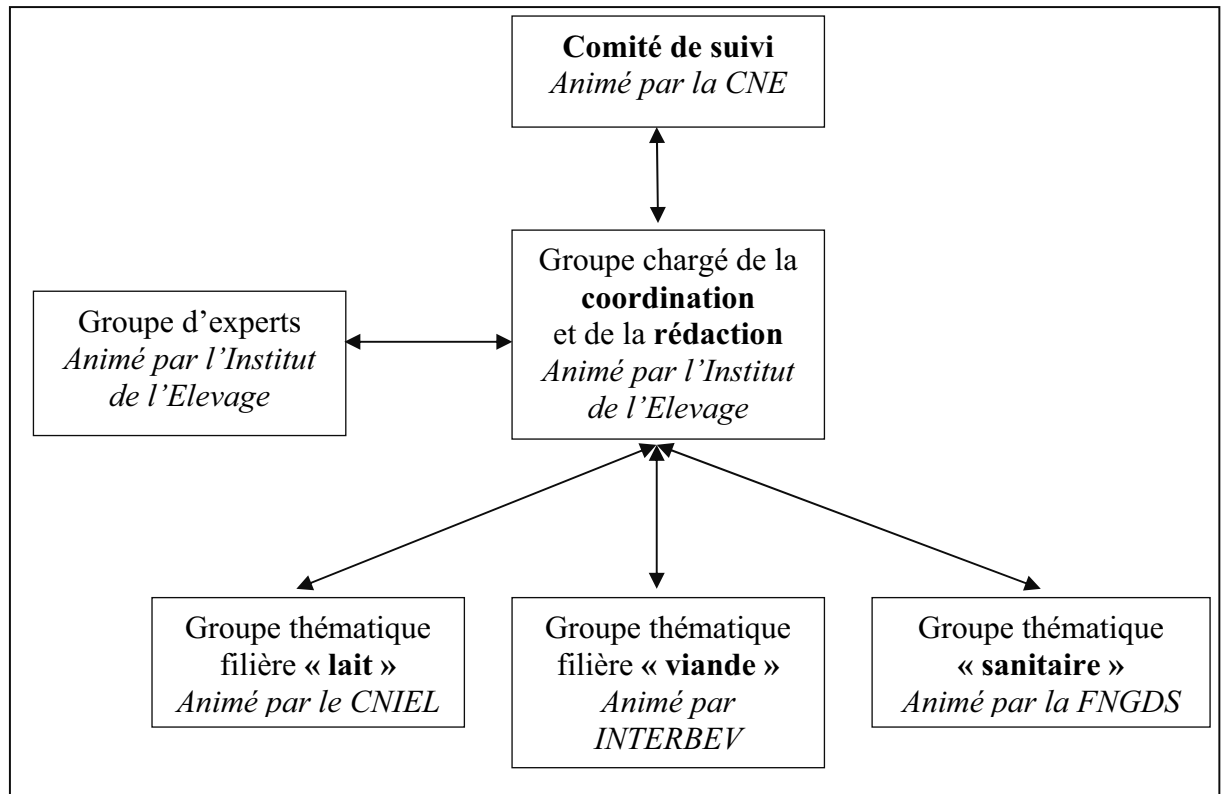 Comité de suivi
Animé par la CNE
Groupe chargé de la
coordination
et de la rédaction
Animé par l’Institut
de l’Elevage
Groupe d’experts
Animé par l’Institut
de l’Elevage
Groupe thématique
filière « lait »
Animé par le CNIEL
Groupe thématique
filière « viande »
Animé par
INTERBEV
Groupe thématique
« sanitaire »
Animé par la FNGDS